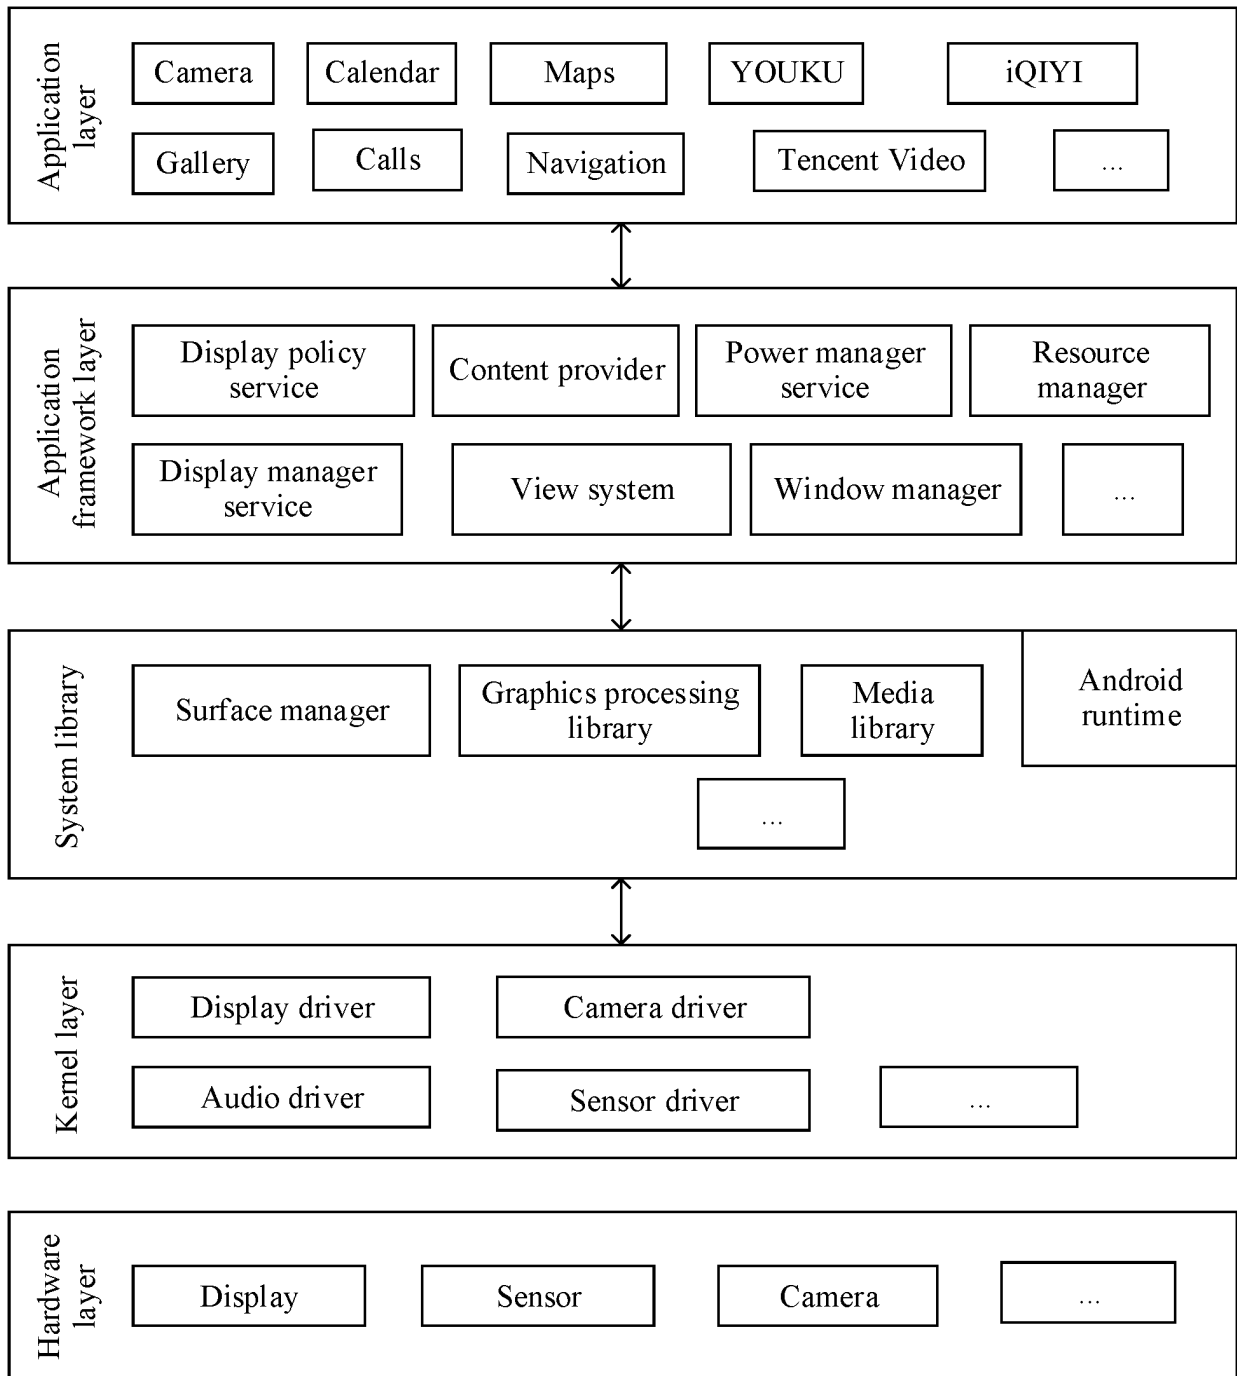 Application
layer
Camera
Calendar
Maps
YOUKU
iQIYI
Gallery
Calls
Navigation
Tencent Video
...
Application
framework layer
Display policy
service
Content provider
Power manager
service
Resource
manager
Display manager
service
View system
Window manager
...
System library
Surface manager
Graphics processing
library
Media
library
Android
runtime
...
Kernel layer
Display driver
Camera driver
Audio driver
Sensor driver
...
Hardware
layer
Display
Sensor
Camera
...